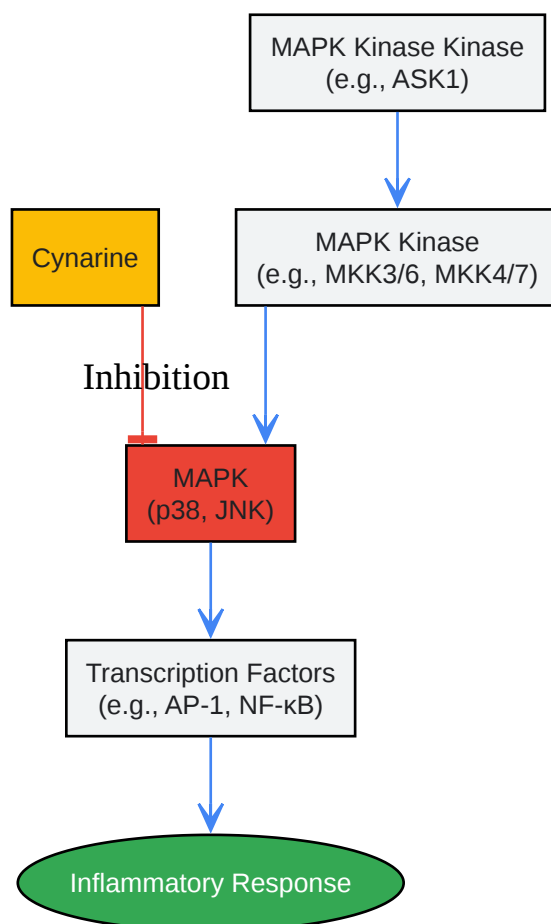 MAPK Kinase Kinase
(e.g., ASK1)
Cynarine
MAPK Kinase
(e.g., MKK3/6, MKK4/7)
Inhibition
MAPK
(p38, JNK)
Transcription Factors
(e.g., AP-1, NF-κB)
Inflammatory Response